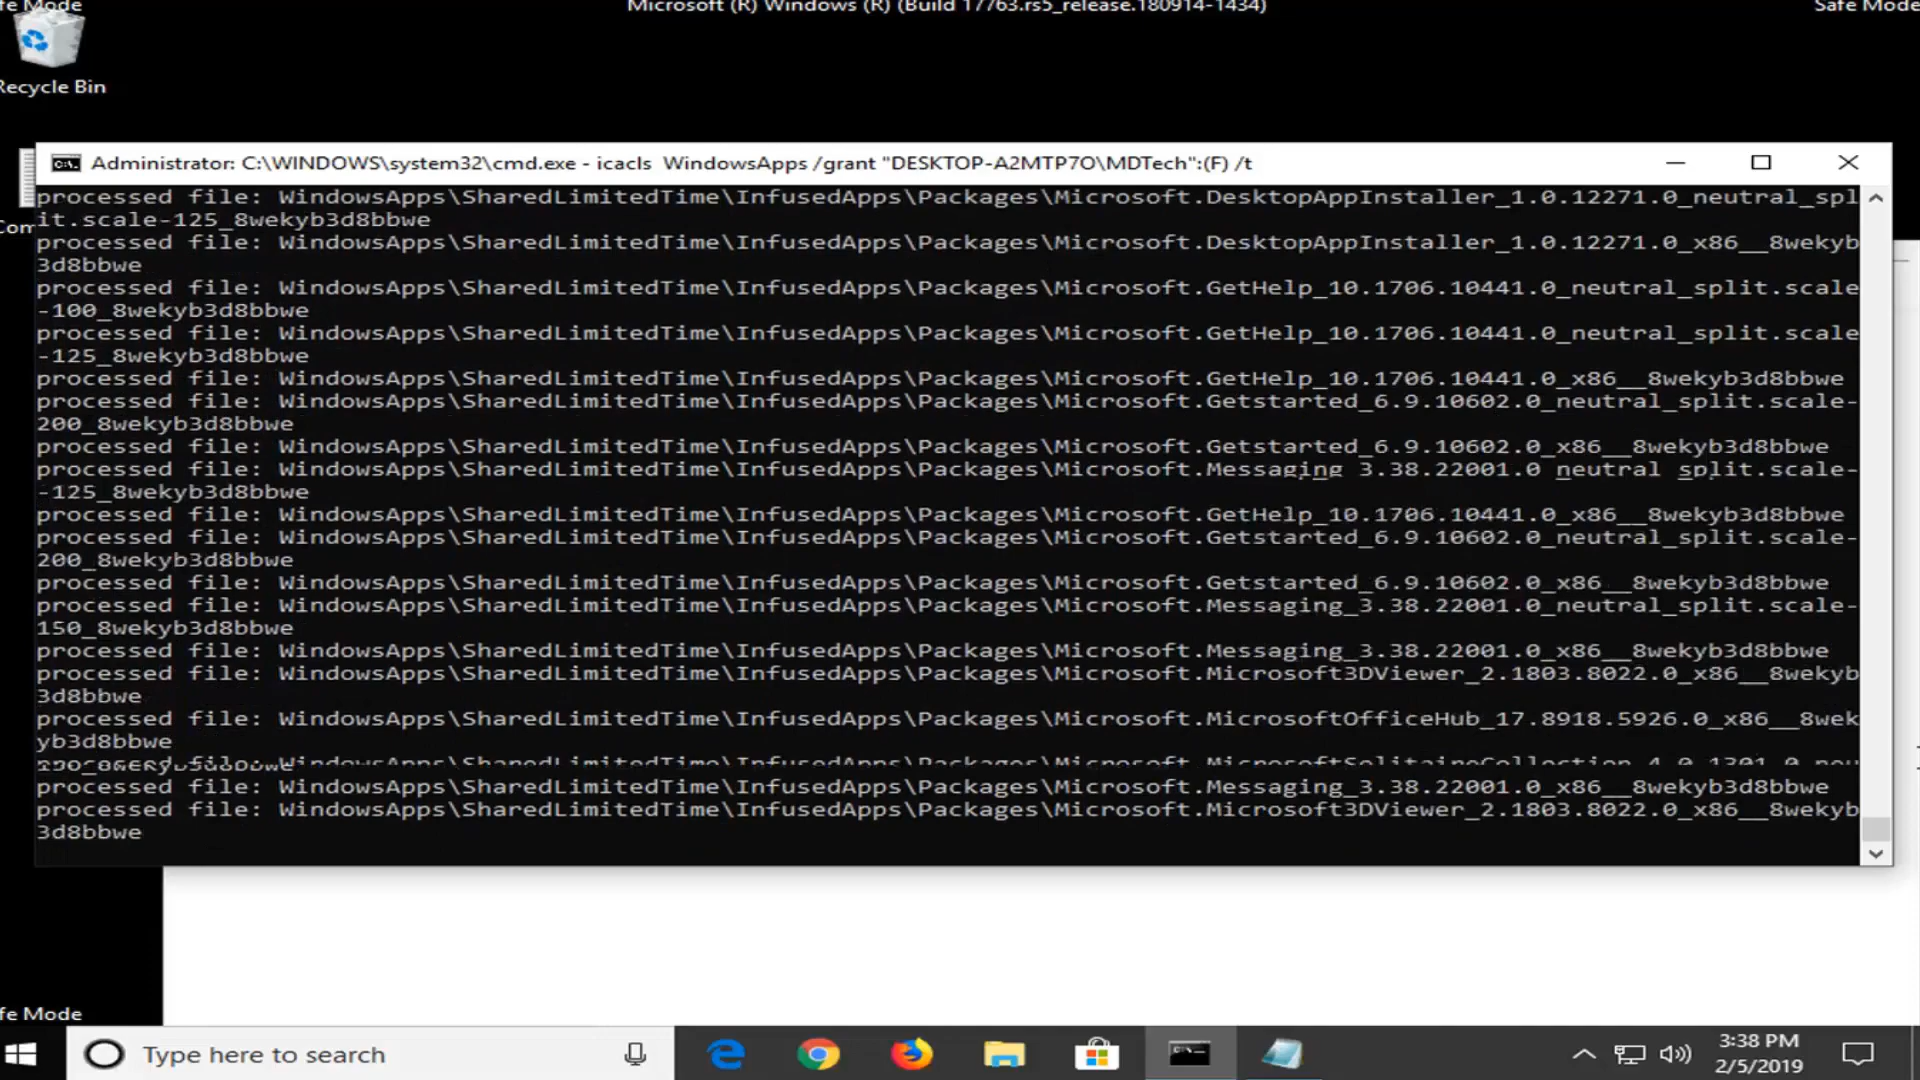 fe Mode
Microsoft (R) Windows (R) (Build 17763.rs5_release.180914-1434)
Safe Mode
Recycle Bin
Com
Administrator: C:\WINDOWS\system32\cmd.exe - icacls  WindowsApps /grant "DESKTOP-A2MTP7O\MDTech":(F) /t
processed file: WindowsApps\SharedLimitedTime\InfusedApps\Packages\Microsoft.DesktopAppInstaller_1.0.12271.0_neutral_spl
it.scale-125_8wekyb3d8bbwe
processed file: WindowsApps\SharedLimitedTime\InfusedApps\Packages\Microsoft.DesktopAppInstaller_1.0.12271.0_x86__8wekyb
3d8bbwe
processed file: WindowsApps\SharedLimitedTime\InfusedApps\Packages\Microsoft.GetHelp_10.1706.10441.0_neutral_split.scale
-100_8wekyb3d8bbwe
processed file: WindowsApps\SharedLimitedTime\InfusedApps\Packages\Microsoft.GetHelp_10.1706.10441.0_neutral_split.scale
-125_8wekyb3d8bbwe
processed file: WindowsApps\SharedLimitedTime\InfusedApps\Packages\Microsoft.GetHelp_10.1706.10441.0_x86__8wekyb3d8bbwe
processed file: WindowsApps\SharedLimitedTime\InfusedApps\Packages\Microsoft.Getstarted_6.9.10602.0_neutral_split.scale-
200_8wekyb3d8bbwe
processed file: WindowsApps\SharedLimitedTime\InfusedApps\Packages\Microsoft.Getstarted_6.9.10602.0_x86__8wekyb3d8bbwe
processed file: WindowsApps\SharedLimitedTime\InfusedApps\Packages\Microsoft.Messaging_3.38.22001.0_neutral_split.scale-
-125_8wekyb3d8bbwe
processed file: WindowsApps\SharedLimitedTime\InfusedApps\Packages\Microsoft.GetHelp_10.1706.10441.0_x86__8wekyb3d8bbwe
processed file: WindowsApps\SharedLimitedTime\InfusedApps\Packages\Microsoft.Getstarted_6.9.10602.0_neutral_split.scale-
200_8wekyb3d8bbwe
processed file: WindowsApps\SharedLimitedTime\InfusedApps\Packages\Microsoft.Getstarted_6.9.10602.0_x86__8wekyb3d8bbwe
processed file: WindowsApps\SharedLimitedTime\InfusedApps\Packages\Microsoft.Messaging_3.38.22001.0_neutral_split.scale-
150_8wekyb3d8bbwe
processed file: WindowsApps\SharedLimitedTime\InfusedApps\Packages\Microsoft.Messaging_3.38.22001.0_x86__8wekyb3d8bbwe
processed file: WindowsApps\SharedLimitedTime\InfusedApps\Packages\Microsoft.Microsoft3DViewer_2.1803.8022.0_x86__8wekyb
3d8bbwe
processed file: WindowsApps\SharedLimitedTime\InfusedApps\Packages\Microsoft.MicrosoftOfficeHub_17.8918.5926.0_x86__8wek
yb3d8bbwe
processed file: WindowsApps\SharedLimitedTime\InfusedApps\Packages\Microsoft.Messaging_3.38.22001.0_x86__8wekyb3d8bbwe
processed file: WindowsApps\SharedLimitedTime\InfusedApps\Packages\Microsoft.Microsoft3DViewer_2.1803.8022.0_x86__8wekyb
3d8bbwe
fe Mode
Type here to search
3:38 PM
2/5/2019